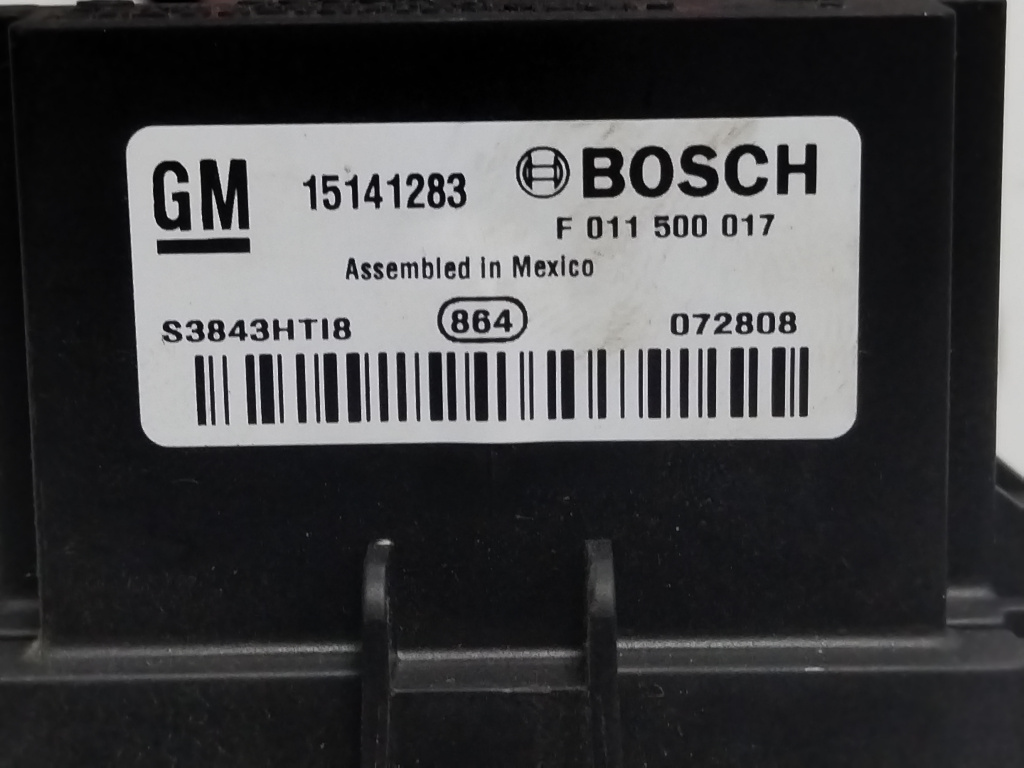 GM 15141283 BOSCH
F 011 500 017
Assembled in Mexico
S3843HTI8 864 072808